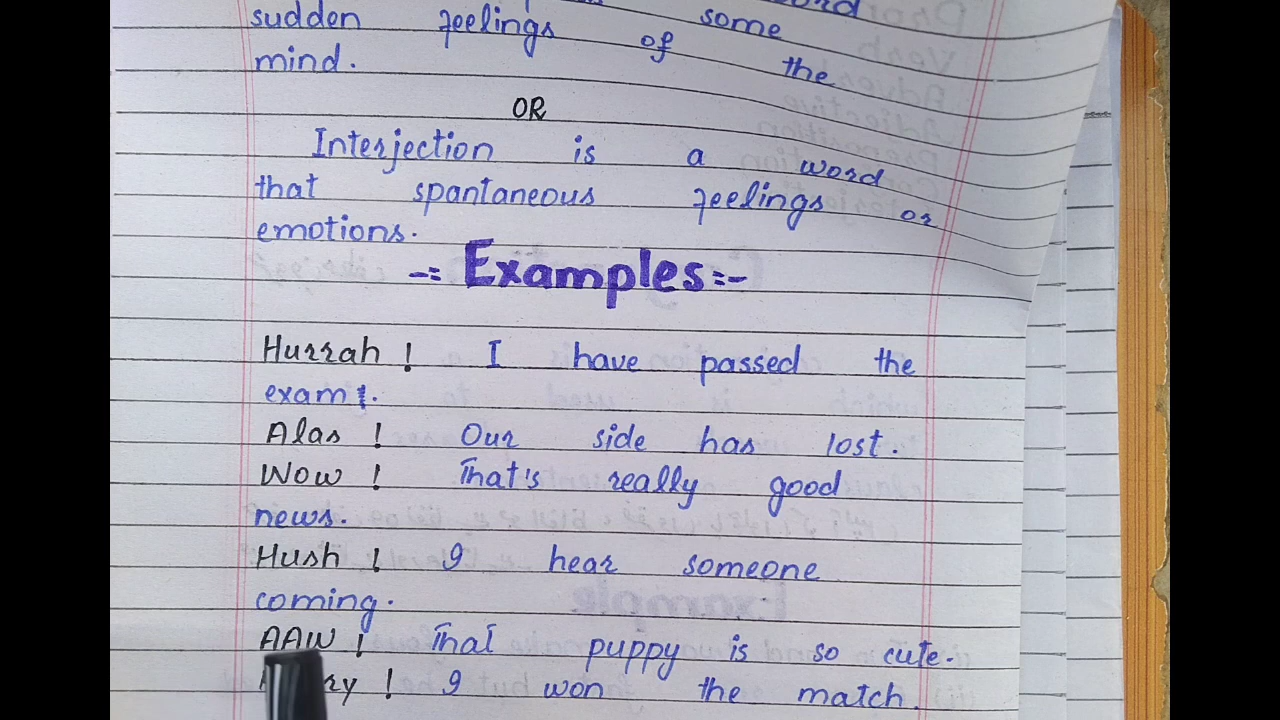 sudden feelings of some
mind. the
OR
Interjection is a word
that spontaneous feelings or
emotions.
-: Examples:-
Hurrah ! I have passed the
exam.
Alas ! Our side has lost.
Wow ! That's really good
news.
Hush ! I hear someone
coming.
AAW ! That puppy is so cute.
! I won the match.